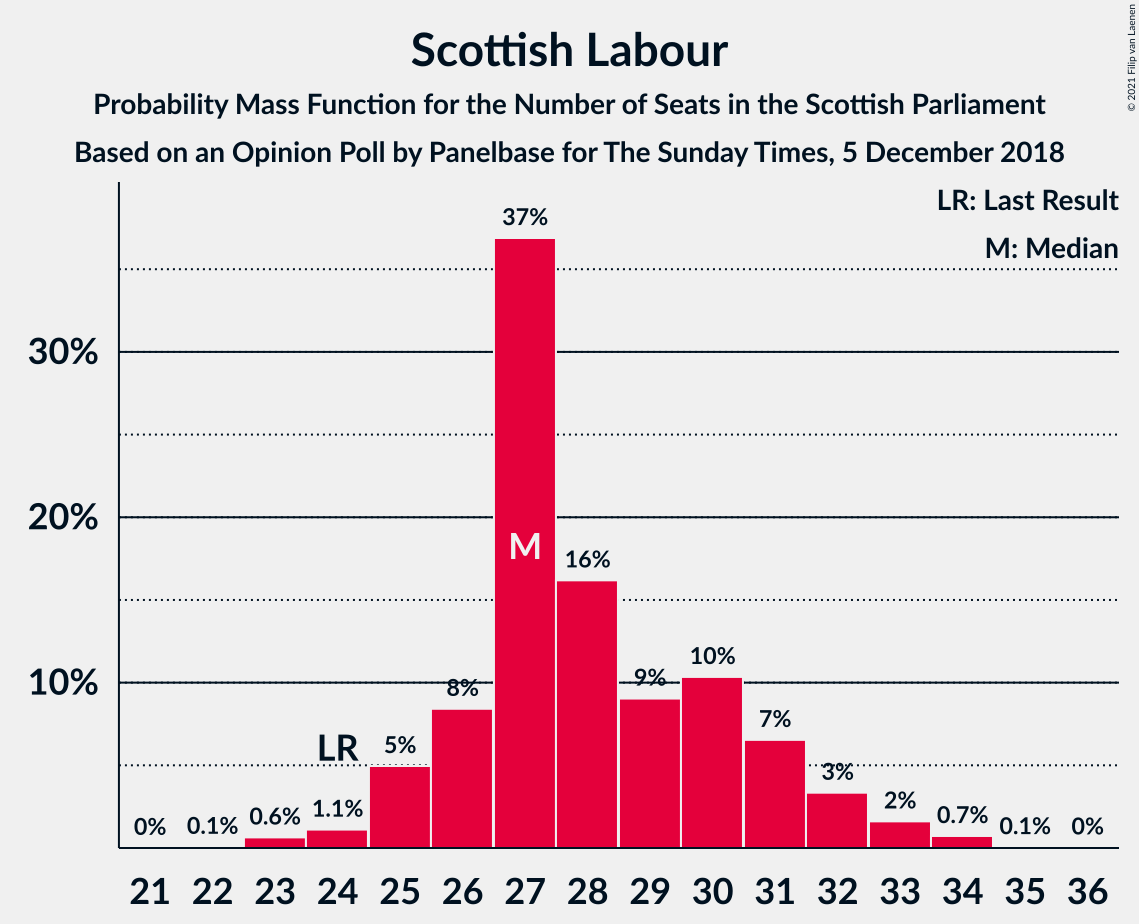 Scottish Labour
Probability Mass Function for the Number of Seats in the Scottish Parliament
Based on an Opinion Poll by Panelbase for The Sunday Times, 5 December 2018
© 2021 Filip van Laenen
LR: Last Result
M: Median
30%
20%
10%
0%
0.1%
0.6%
1.1%
LR
5%
8%
37%
M
16%
9%
10%
7%
3%
2%
0.7%
0.1%
0%
21 22 23 24 25 26 27 28 29 30 31 32 33 34 35 36